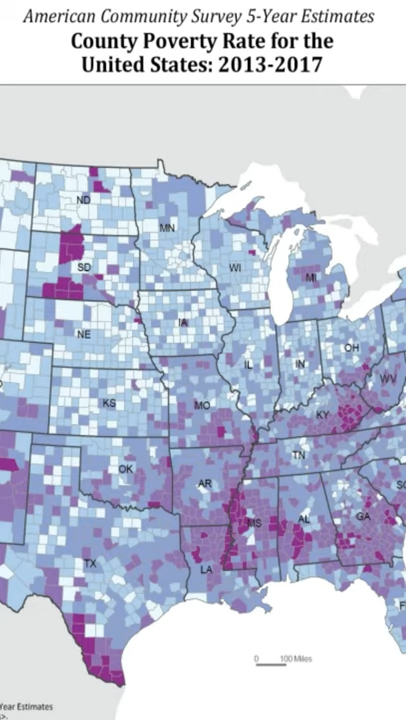 American Community Survey 5-Year Estimates
County Poverty Rate for the
United States: 2013-2017
ND
MN
SD
WI
MI
NE
IA
IL
IN
OH
WV
KS
MO
KY
TN
OK
AR
SC
MS
AL
GA
TX
LA
F
0 100 Miles
Year Estimates